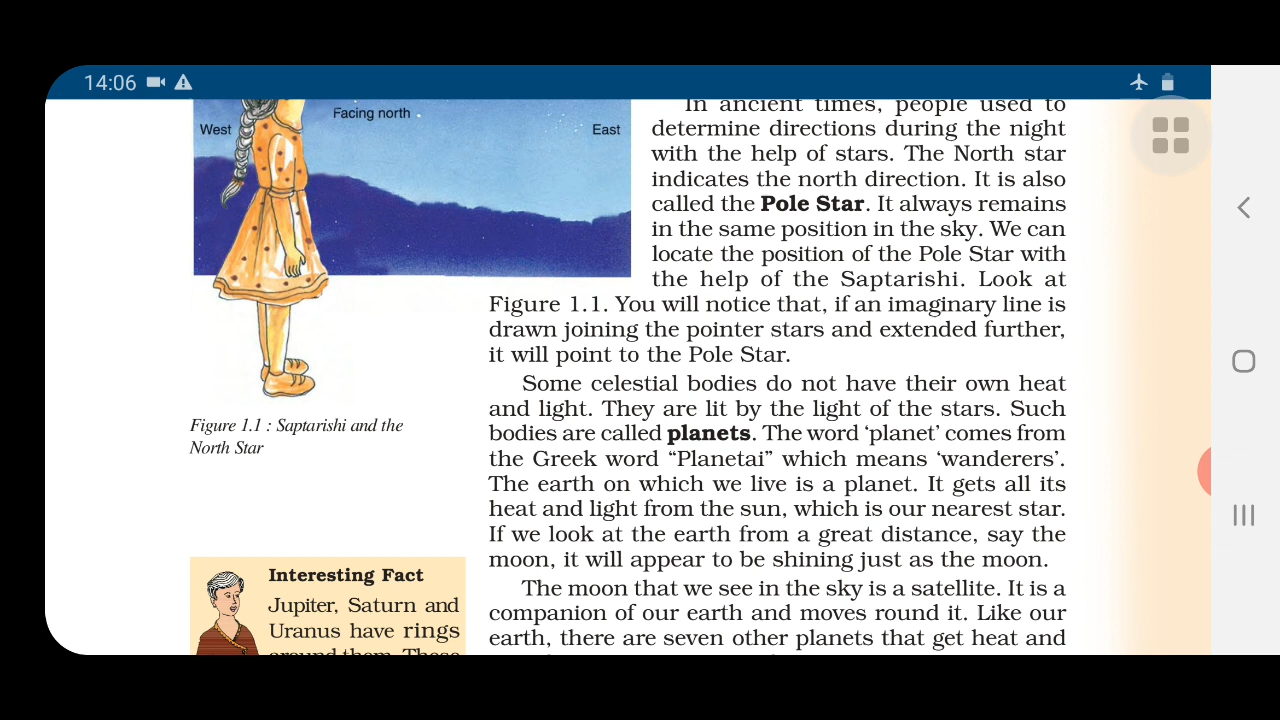 14:06
Facing north
West
East
In ancient times, people used to
determine directions during the night
with the help of stars. The North star
indicates the north direction. It is also
called the Pole Star. It always remains
in the same position in the sky. We can
locate the position of the Pole Star with
the help of the Saptarishi. Look at
Figure 1.1. You will notice that, if an imaginary line is
drawn joining the pointer stars and extended further,
it will point to the Pole Star.
Some celestial bodies do not have their own heat
and light. They are lit by the light of the stars. Such
bodies are called planets. The word ‘planet’ comes from
the Greek word “Planetai” which means ‘wanderers’.
The earth on which we live is a planet. It gets all its
heat and light from the sun, which is our nearest star.
If we look at the earth from a great distance, say the
moon, it will appear to be shining just as the moon.
The moon that we see in the sky is a satellite. It is a
companion of our earth and moves round it. Like our
earth, there are seven other planets that get heat and
Figure 1.1 : Saptarishi and the
North Star
Interesting Fact
Jupiter, Saturn and
Uranus have rings
around them. These